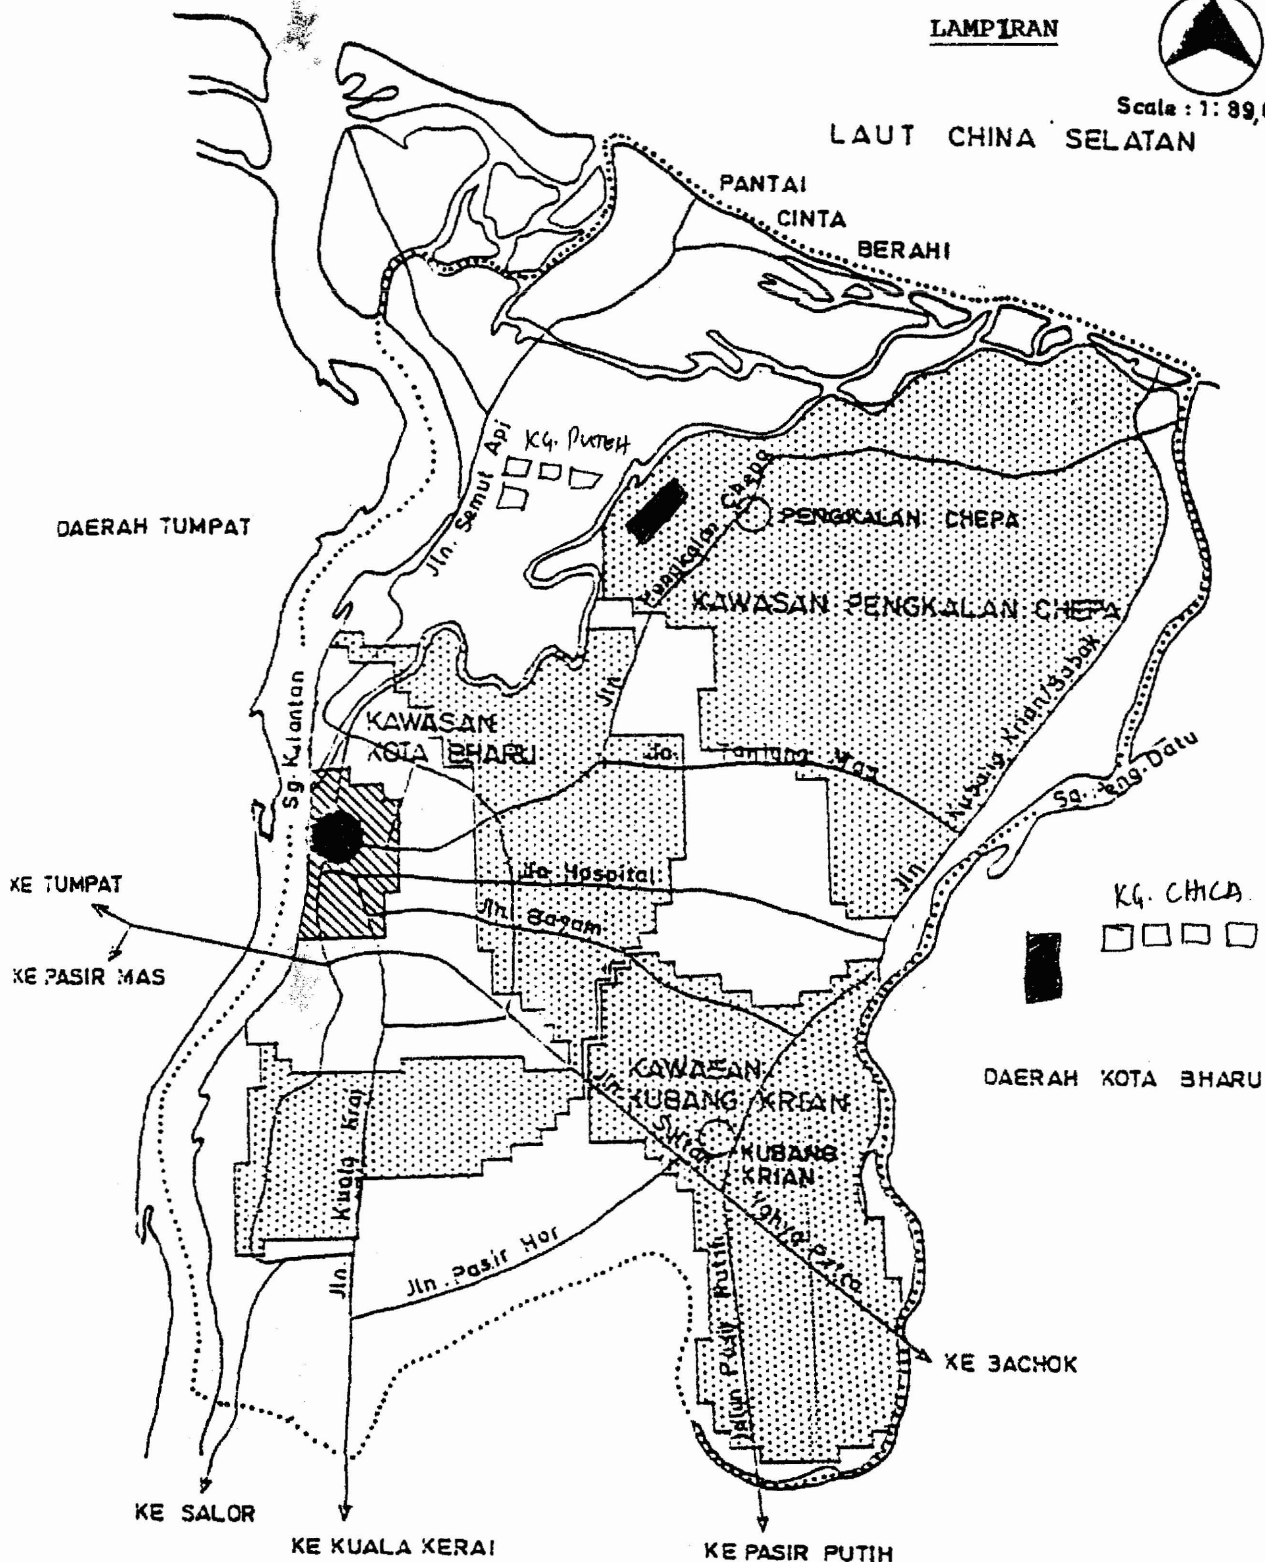 LAMPIRAN
Scale : 1: 89,
LAUT CHINA SELATAN
PANTAI
CINTA
BERAHI
KG. PUTEH
Jln. Semut Api
DAERAH TUMPAT
Jln. Pengkalan Chepa
PENGKALAN CHEPA
KAWASAN PENGKALAN CHEPA
Sg. Kelantan
KAWASAN
KOTA BHARU
Jln. Tanjung Mas
Jln. Kubang Krian/Sabak
Sg. Peng. Datu
KE TUMPAT
Jln. Hospital
Jln. Bayam
KG. CHICA
KE PASIR MAS
KAWASAN
KUBANG KRIAN
DAERAH KOTA BHARU
Jln. Kuala Krai
Jln. Sultan Yahya Petra
KUBANG
KRIAN
Jln. Pasir Hor
Jalan Pasir Putih
KE BACHOK
KE SALOR
KE KUALA KERAI
KE PASIR PUTIH